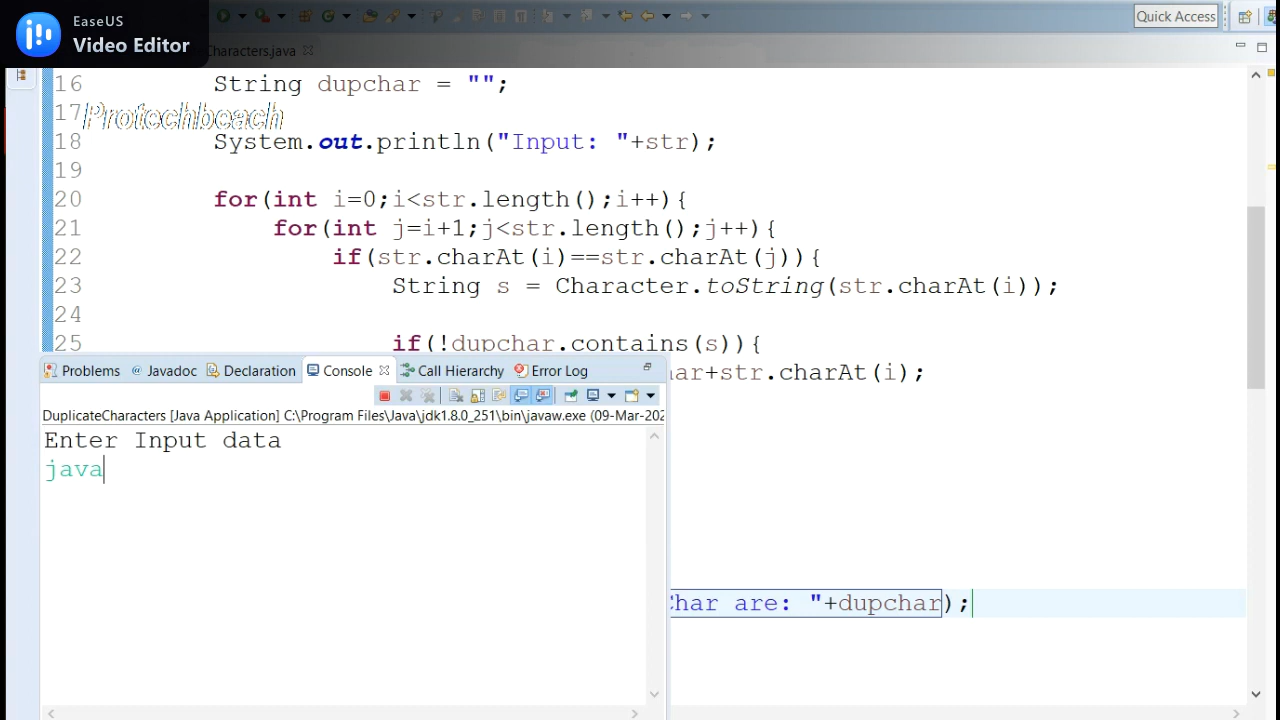 EaseUS
Video Editor
Quick Access
Characters.java
16 String dupchar = "";
17
Protechbeach
18 System.out.println("Input: "+str);
19
20 for(int i=0;i<str.length();i++){
21 for(int j=i+1;j<str.length();j++){
22 if(str.charAt(i)==str.charAt(j)){
23 String s = Character.toString(str.charAt(i));
24
25 if(!dupchar.contains(s)){
har+str.charAt(i);
Problems @ Javadoc Declaration Console Call Hierarchy Error Log
DuplicateCharacters [Java Application] C:\Program Files\Java\jdk1.8.0_251\bin\javaw.exe (09-Mar-202
Enter Input data
java
Char are: "+dupchar);